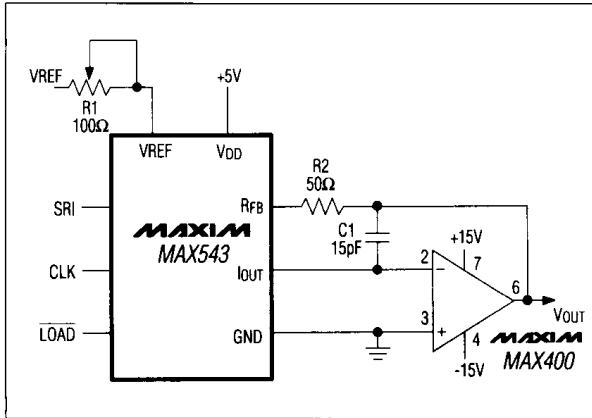 VREF
R1
100Ω
+5V
VREF
VDD
SRI
CLK
LOAD
MAXIM
MAX543
RFB
IOUT
GND
R2
50Ω
C1
15pF
+15V
2
-
7
6
3
+
4
-15V
VOUT
MAXIM
MAX400